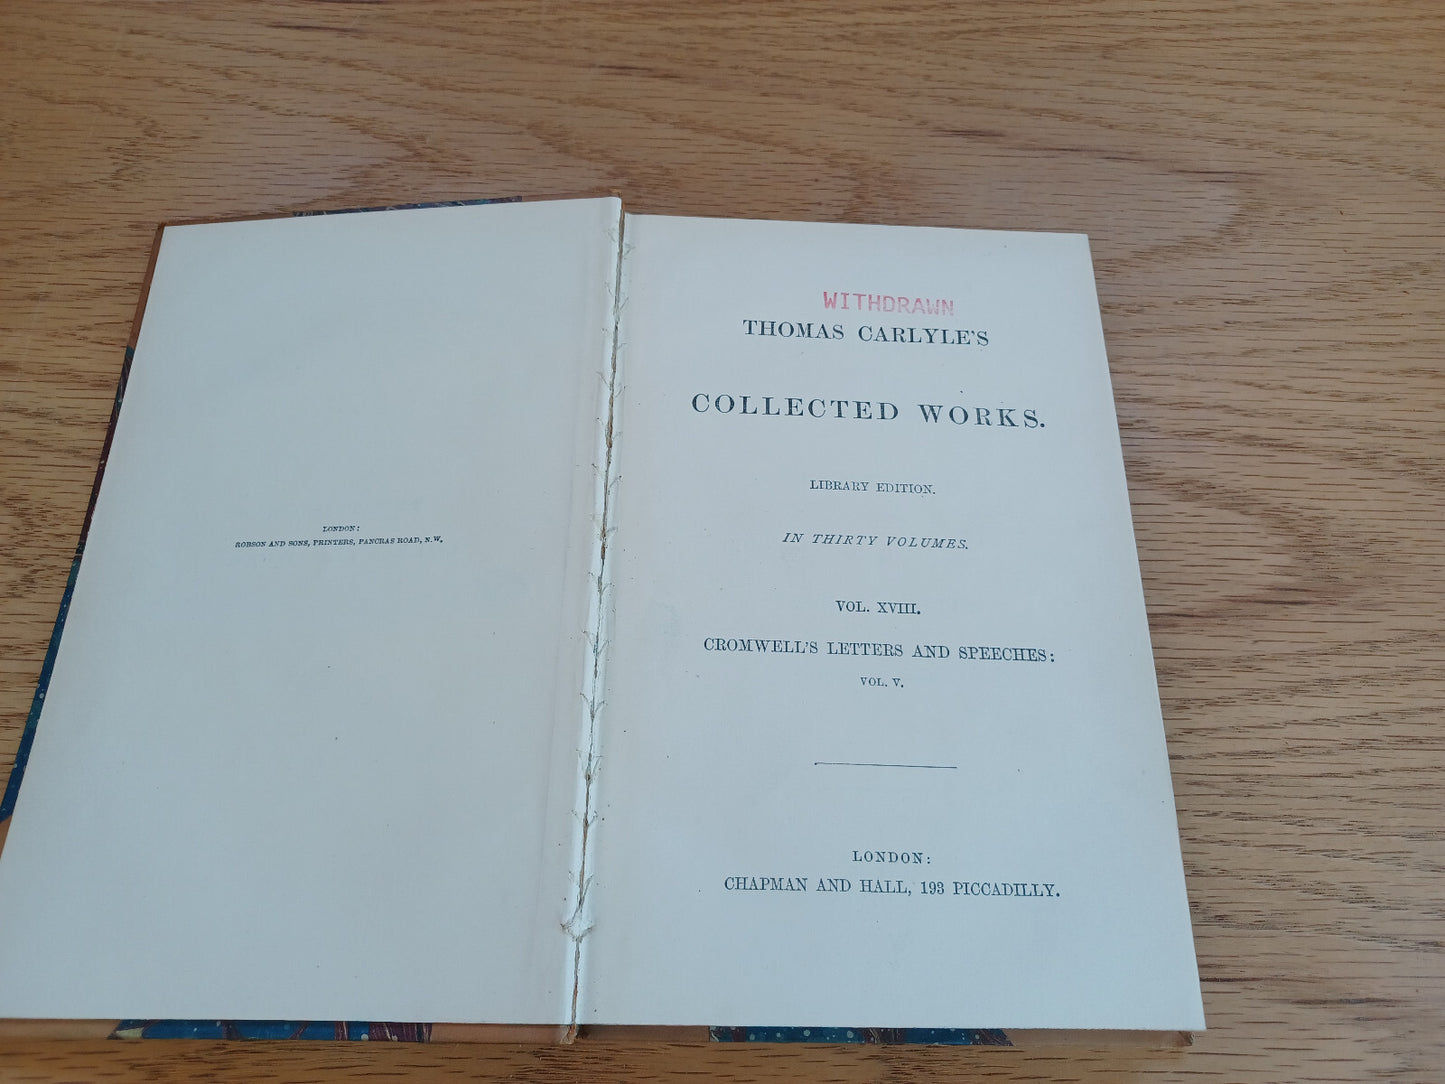 LONDON:
ROBSON AND SONS, PRINTERS, PANCRAS ROAD, N.W.
WITHDRAWN
THOMAS CARLYLE'S
COLLECTED WORKS.
LIBRARY EDITION.
IN THIRTY VOLUMES.
VOL. XVIII.
CROMWELL'S LETTERS AND SPEECHES:
VOL. V.
LONDON:
CHAPMAN AND HALL, 193 PICCADILLY.